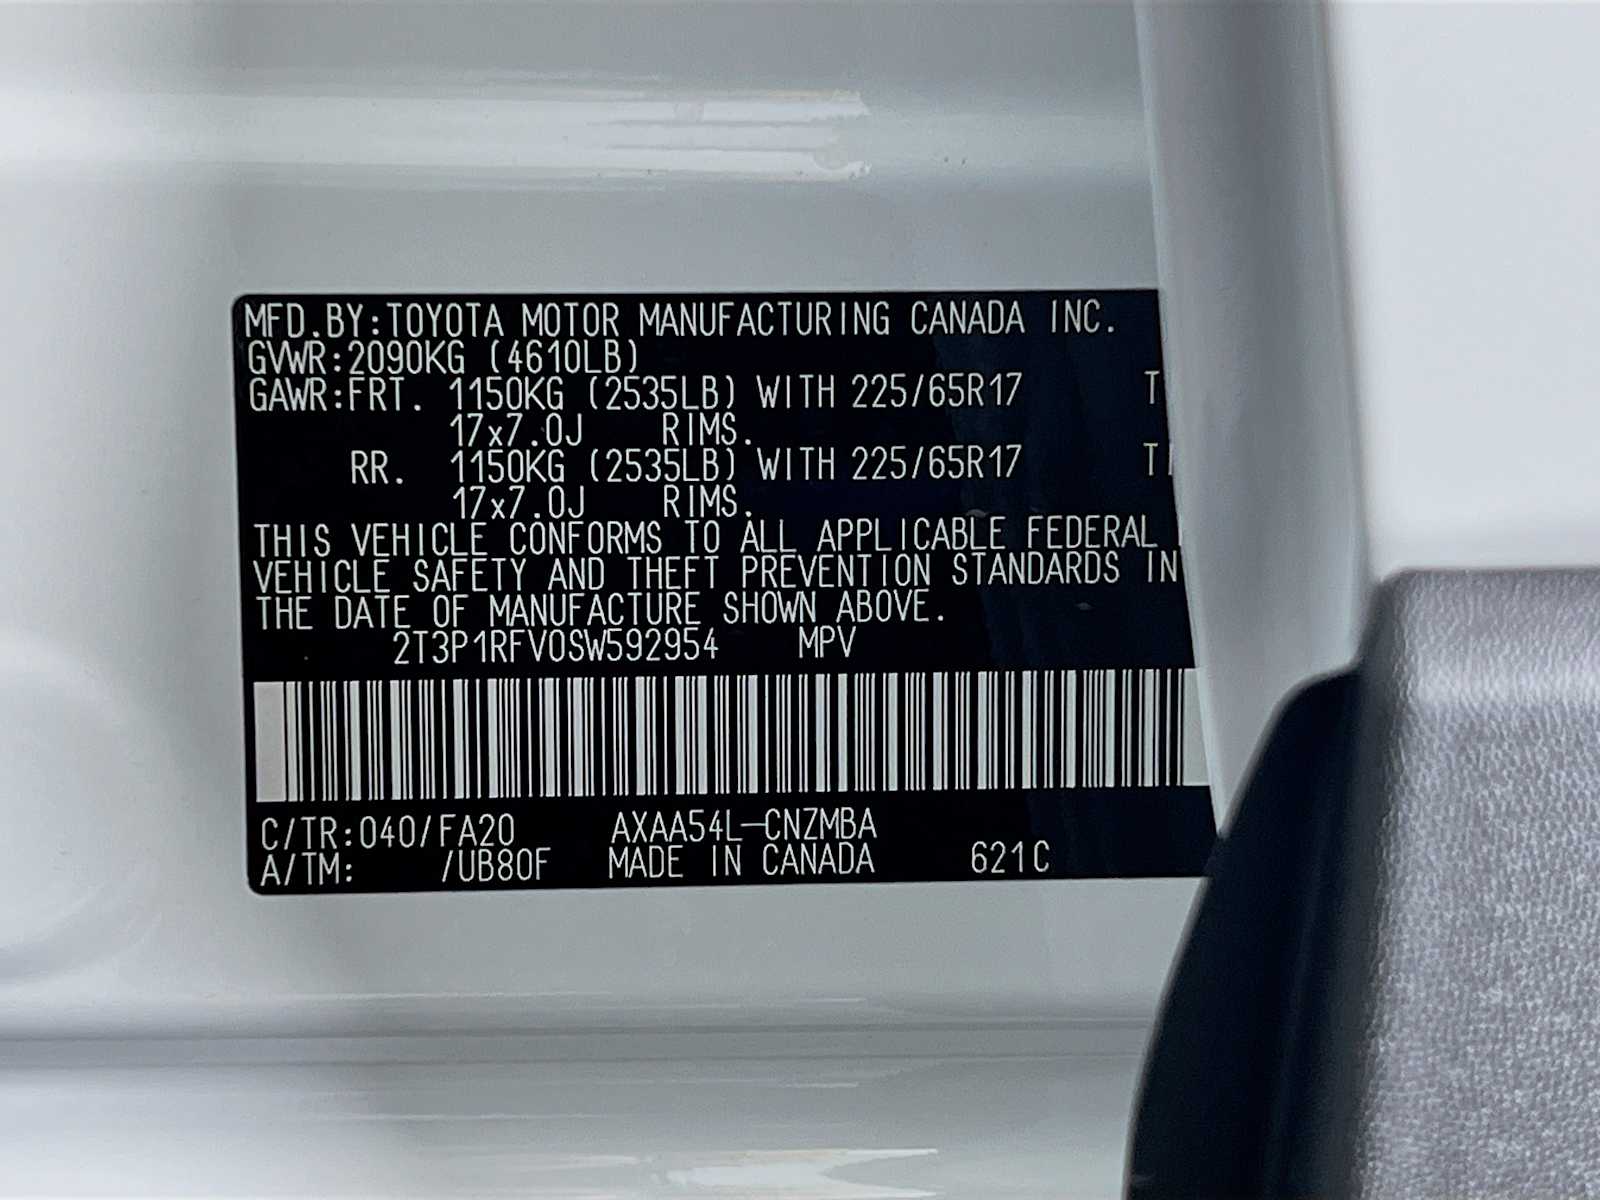 MFD.BY:TOYOTA MOTOR MANUFACTURING CANADA INC.
GVWR:2090KG (4610LB)
GAWR:FRT. 1150KG (2535LB) WITH 225/65R17
17x7.0J RIMS.
RR. 1150KG (2535LB) WITH 225/65R17
17x7.0J RIMS.
THIS VEHICLE CONFORMS TO ALL APPLICABLE FEDERAL
VEHICLE SAFETY AND THEFT PREVENTION STANDARDS IN
THE DATE OF MANUFACTURE SHOWN ABOVE.
2T3P1RFV0SW592954 MPV
C/TR:040/FA20 AXAA54L-CNZMBA
A/TM: /UB80F MADE IN CANADA 621C